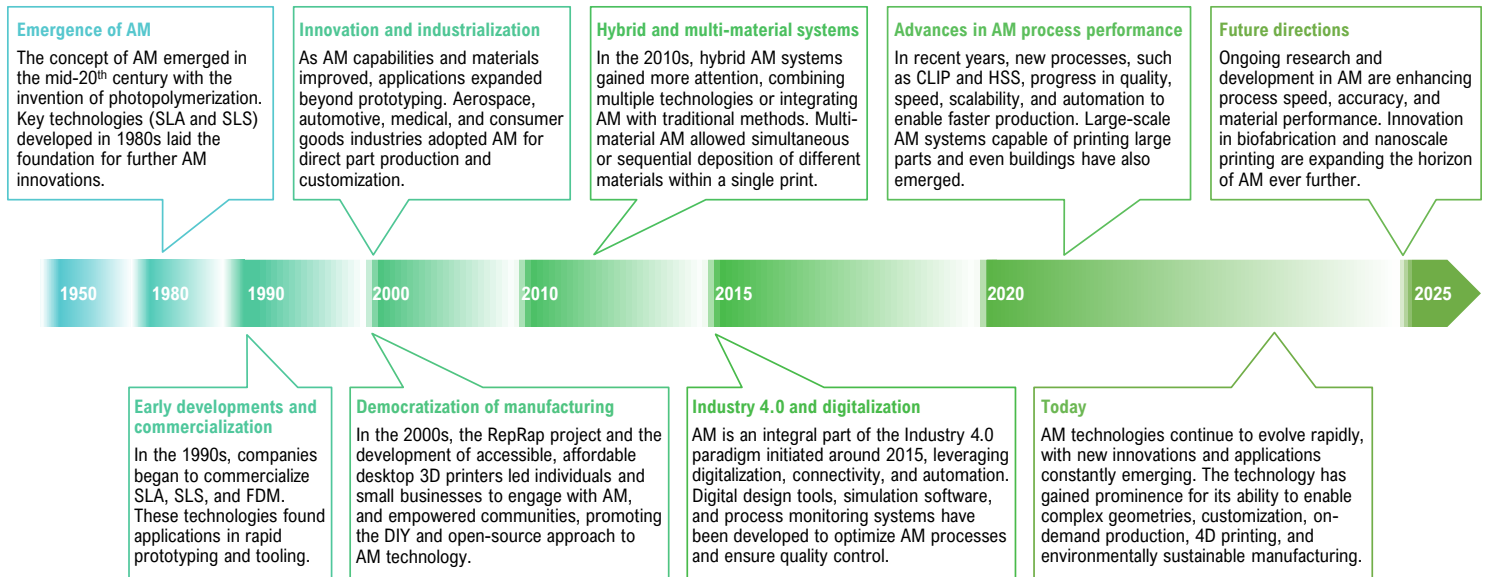 Emergence of AM
The concept of AM emerged in
the mid-20th century with the
invention of photopolymerization.
Key technologies (SLA and SLS)
developed in 1980s laid the
foundation for further AM
innovations.
Innovation and industrialization
As AM capabilities and materials
improved, applications expanded
beyond prototyping. Aerospace,
automotive, medical, and consumer
goods industries adopted AM for
direct part production and
customization.
Hybrid and multi-material systems
In the 2010s, hybrid AM systems
gained more attention, combining
multiple technologies or integrating
AM with traditional methods. Multi-
material AM allowed simultaneous
or sequential deposition of different
materials within a single print.
Advances in AM process performance
In recent years, new processes, such
as CLIP and HSS, progress in quality,
speed, scalability, and automation to
enable faster production. Large-scale
AM systems capable of printing large
parts and even buildings have also
emerged.
Future directions
Ongoing research and
development in AM are enhancing
process speed, accuracy, and
material performance. Innovation
in biofabrication and nanoscale
printing are expanding the horizon
of AM ever further.
1950
1980
1990
2000
2010
2015
2020
2025
Early developments and
commercialization
In the 1990s, companies
began to commercialize
SLA, SLS, and FDM.
These technologies found
applications in rapid
prototyping and tooling.
Democratization of manufacturing
In the 2000s, the RepRap project and the
development of accessible, affordable
desktop 3D printers led individuals and
small businesses to engage with AM,
and empowered communities, promoting
the DIY and open-source approach to
AM technology.
Industry 4.0 and digitalization
AM is an integral part of the Industry 4.0
paradigm initiated around 2015, leveraging
digitalization, connectivity, and automation.
Digital design tools, simulation software,
and process monitoring systems have
been developed to optimize AM processes
and ensure quality control.
Today
AM technologies continue to evolve rapidly,
with new innovations and applications
constantly emerging. The technology has
gained prominence for its ability to enable
complex geometries, customization, on-
demand production, 4D printing, and
environmentally sustainable manufacturing.